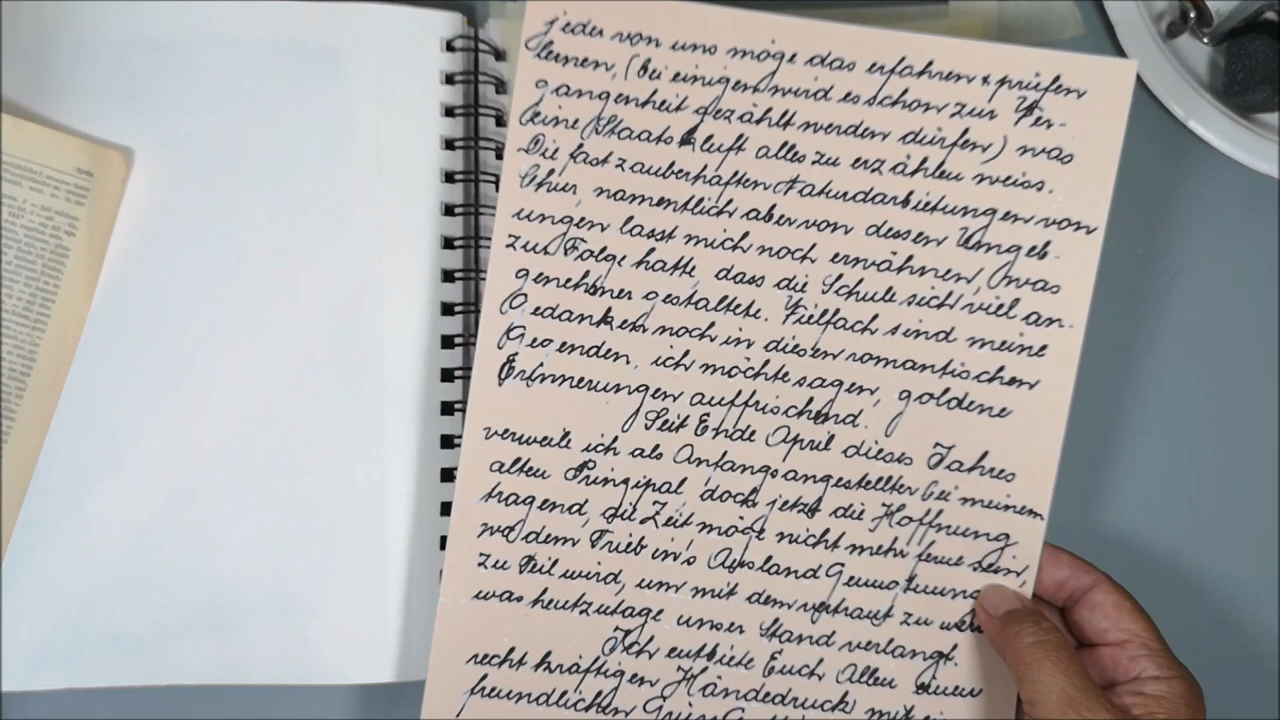 jeder von uns möge das erfahren & prüfen
lernen, (bei einigen wird es schon zur Ver-
gangenheit gezählt werden dürfen) was
eine Staatskluft alles zu erzählen weiss.
Die fast zauberhaften Naturdarbietungen von
Chur, namentlich aber von dessen Umgeb-
ungen lasst mich noch erwähnen, was
zur Folge hatte, dass die Schule sich viel an-
genehmer gestaltete. Vielfach sind meine
Gedanken noch in diesen romantischen
Gegenden, ich möchte sagen, goldene
Erinnerungen auffrischend.
Seit Ende April dieses Jahres
verweile ich als Anfangsangestellter bei meinem
alten Prinzipal, doch jetzt die Hoffnung
tragend, die Zeit möge nicht mehr ferne sein,
wo dem Trieb in's Ausland
zu Teil wird, um mit dem vertraut zu
was heutzutage unser Stand verlangt.
Ich entbiete Euch Allen einen
recht kräftigen Händedruck mit
freundlichen